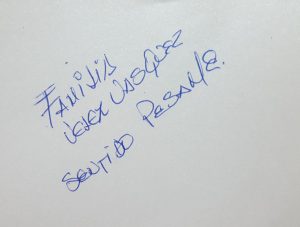 FAMILIA
VELEZ VASQUEZ
SENTIDO PESAME.